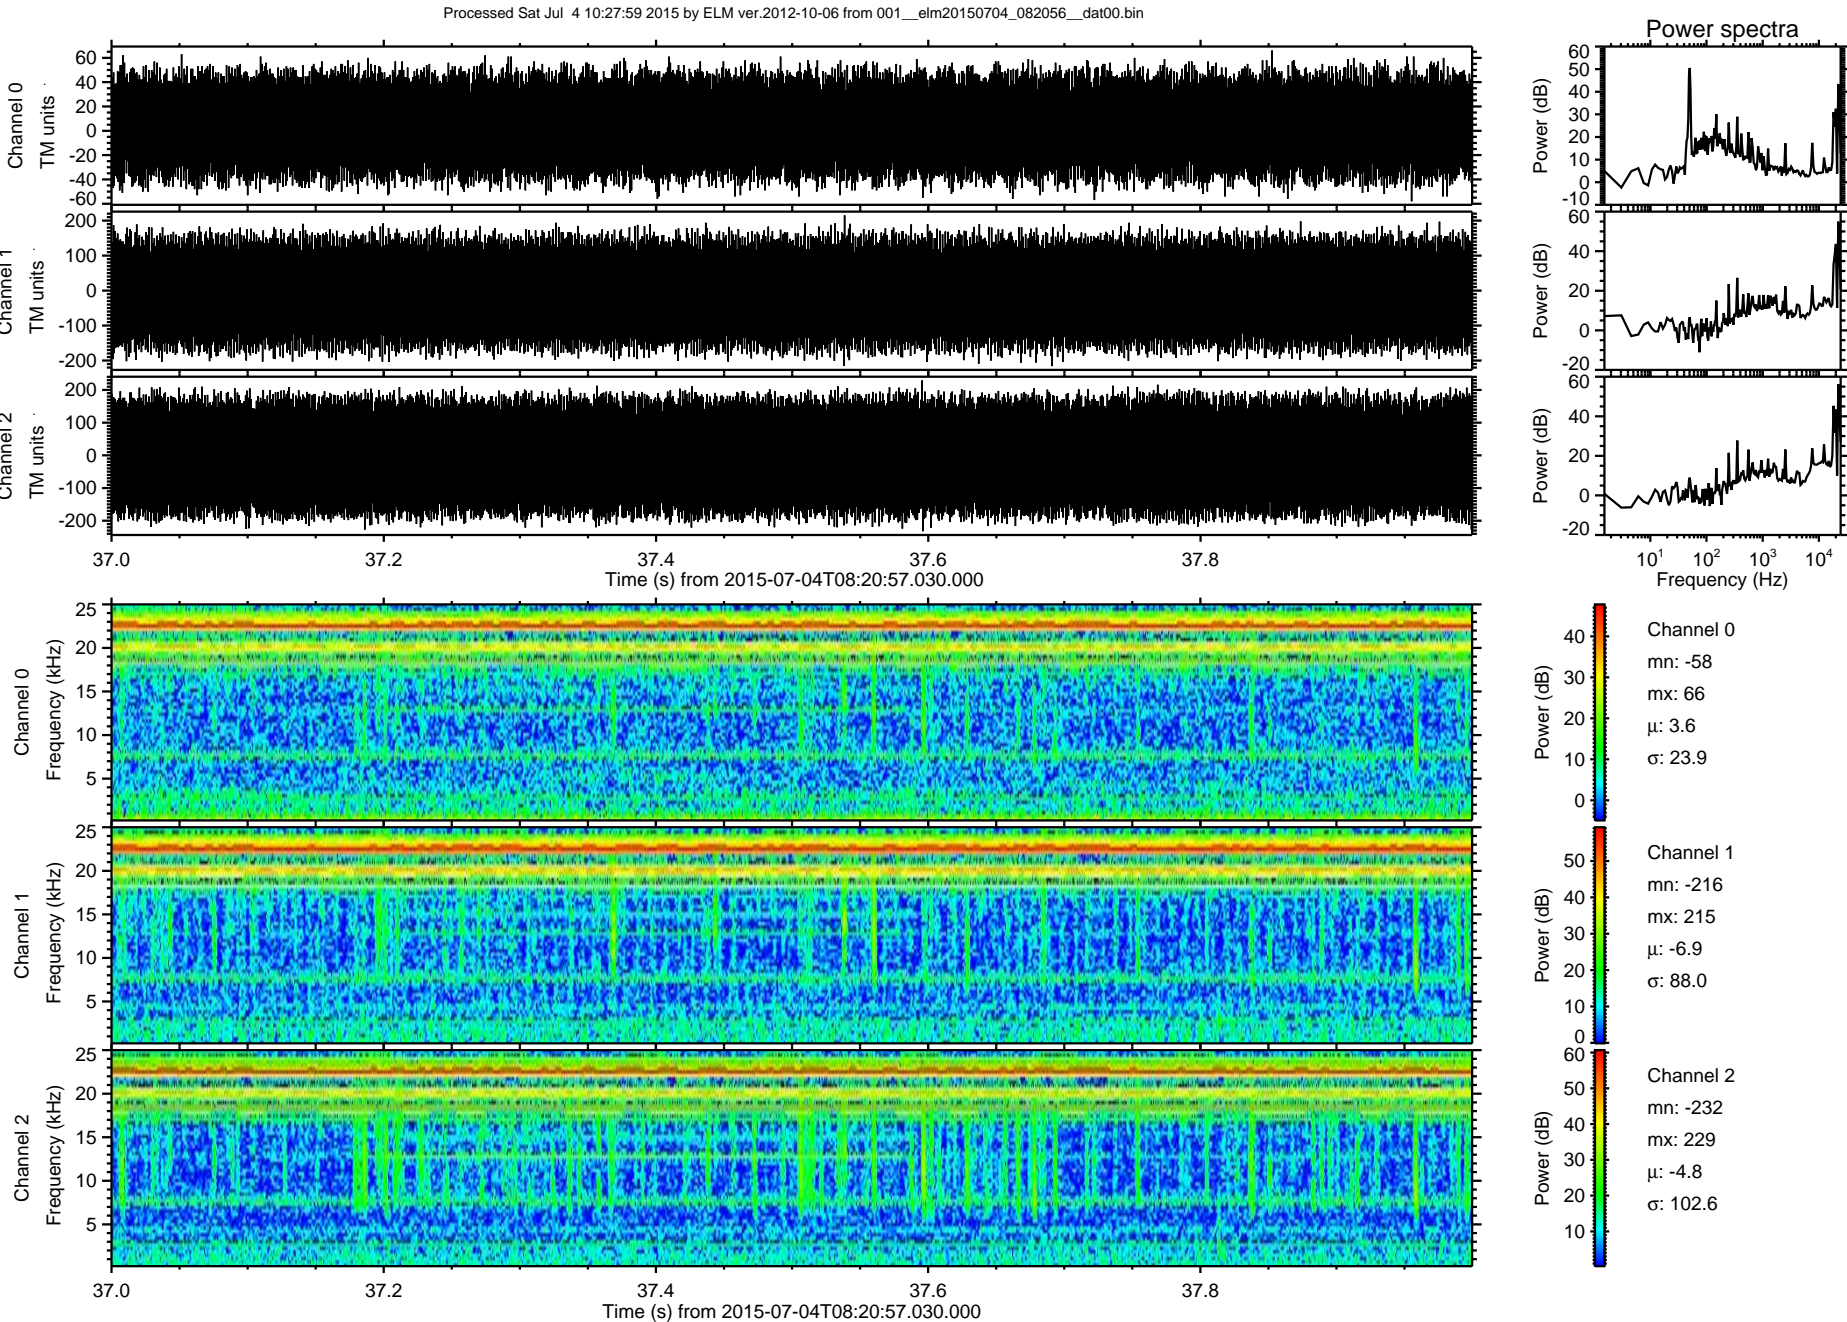 Processed Sat Jul  4 10:27:59 2015 by ELM ver.2012-10-06 from 001__elm20150704_082056__dat00.bin
Power spectra
Channel 0
TM units
60
40
20
0
-20
-40
-60
Power (dB)
60
50
40
30
20
10
0
-10
Channel 1
TM units
200
100
0
-100
-200
Power (dB)
60
40
20
0
-20
Channel 2
TM units
200
100
0
-100
-200
Power (dB)
60
40
20
0
-20
37.0 37.2 37.4 37.6 37.8
Time (s) from 2015-07-04T08:20:57.030.000
10^1 10^2 10^3 10^4
Frequency (Hz)
Channel 0
Frequency (kHz)
25
20
15
10
5
Power (dB)
40
30
20
10
0
Channel 0
mn: -58
mx: 66
μ: 3.6
σ: 23.9
Channel 1
Frequency (kHz)
25
20
15
10
5
Power (dB)
50
40
30
20
10
0
Channel 1
mn: -216
mx: 215
μ: -6.9
σ: 88.0
Channel 2
Frequency (kHz)
25
20
15
10
5
Power (dB)
60
50
40
30
20
10
Channel 2
mn: -232
mx: 229
μ: -4.8
σ: 102.6
37.0 37.2 37.4 37.6 37.8
Time (s) from 2015-07-04T08:20:57.030.000